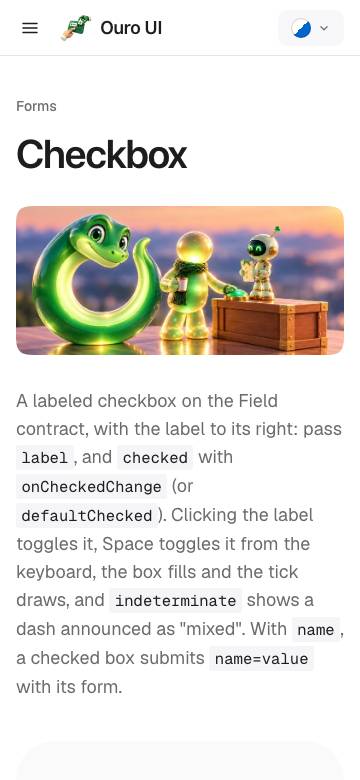 Ouro UI
Forms
Checkbox
A labeled checkbox on the Field
contract, with the label to its right: pass
label, and checked with
onCheckedChange (or
defaultChecked). Clicking the label
toggles it, Space toggles it from the
keyboard, the box fills and the tick
draws, and indeterminate shows a
dash announced as "mixed". With name,
a checked box submits name=value
with its form.